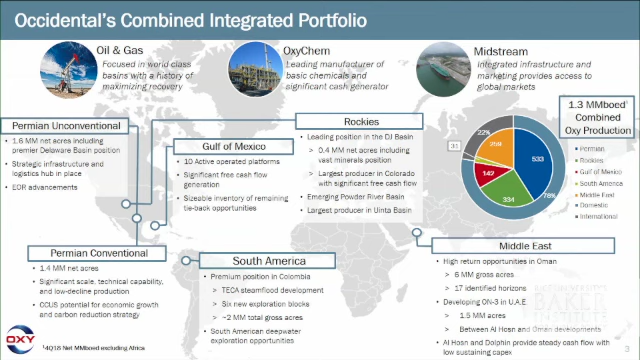 Occidental's Combined Integrated Portfolio
Oil & Gas
Focused in world class
basins with a history of
maximizing recovery
OxyChem
Leading manufacturer of
basic chemicals and
significant cash generator
Midstream
Integrated infrastructure and
marketing provides access to
global markets
Permian Unconventional
• 1.6 MM net acres including
premier Delaware Basin position
• Strategic infrastructure and
logistics hub in place
• EOR advancements
Gulf of Mexico
• 10 Active operated platforms
• Significant free cash flow
generation
• Sizeable inventory of remaining
tie-back opportunities
Rockies
• Leading position in the DJ Basin
> 0.4 MM net acres including
vast minerals position
> Largest producer in Colorado
with significant free cash flow
• Emerging Powder River Basin
• Largest producer in Uinta Basin
1.3 MMboed¹
Combined
Oxy Production
22%
31
259
533
142
334
78%
Permian
Rockies
Gulf of Mexico
South America
Middle East
Domestic
International
Permian Conventional
• 1.4 MM net acres
• Significant scale, technical capability,
and low-decline production
• CCUS potential for economic growth
and carbon reduction strategy
South America
• Premium position in Colombia
> TECA steamflood development
> Six new exploration blocks
> ~2 MM total gross acres
• South American deepwater
exploration opportunities
Middle East
• High return opportunities in Oman
> 6 MM gross acres
> 17 Identified horizons
• Developing ON-3 in U.A.E.
> 1.5 MM acres
> Between Al Hosn and Oman developments
• Al Hosn and Dolphin provide steady cash flow with
low sustaining capex
BAKER
INSTITUTE
OXY
¹4Q18 Net MMboed excluding Africa
3